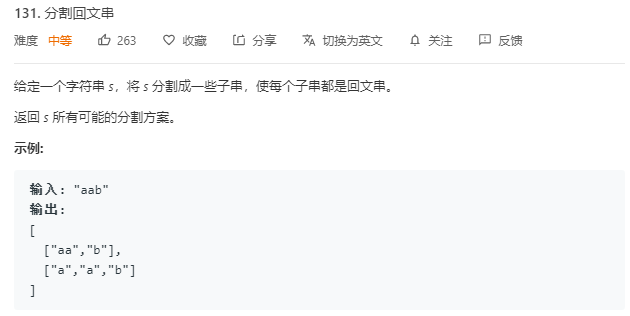 131. 分割回文串
难度 中等 263 收藏 分享 切换为英文 关注 反馈
给定一个字符串 s，将 s 分割成一些子串，使每个子串都是回文串。
返回 s 所有可能的分割方案。
示例:
输入: "aab"
输出:
[
["aa","b"],
["a","a","b"]
]